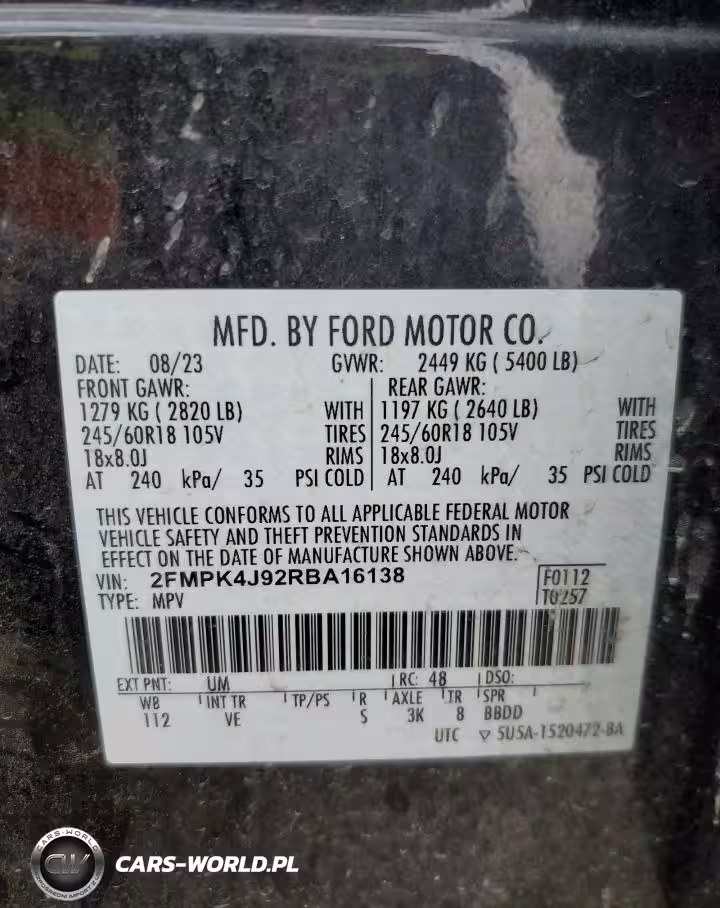 MFD. BY FORD MOTOR CO.
DATE: 08/23 GVWR: 2449 KG ( 5400 LB)
FRONT GAWR: REAR GAWR:
1279 KG ( 2820 LB) WITH 1197 KG ( 2640 LB) WITH
245/60R18 105V TIRES 245/60R18 105V TIRES
18x8.0J RIMS 18x8.0J RIMS
AT 240 kPa/ 35 PSI COLD AT 240 kPa/ 35 PSI COLD
THIS VEHICLE CONFORMS TO ALL APPLICABLE FEDERAL MOTOR
VEHICLE SAFETY AND THEFT PREVENTION STANDARDS IN
EFFECT ON THE DATE OF MANUFACTURE SHOWN ABOVE.
VIN: 2FMPK4J92RBA16138 F0112
TYPE: MPV T0257
EXT PNT: UM RC: 48 DSO:
WB INT TR TP/PS R AXLE TR SPR
112 VE S 3K 8 BBDD
UTC ▽ 5U5A-1520472-BA
CARS-WORLD
CW
CARS-WORLD.PL